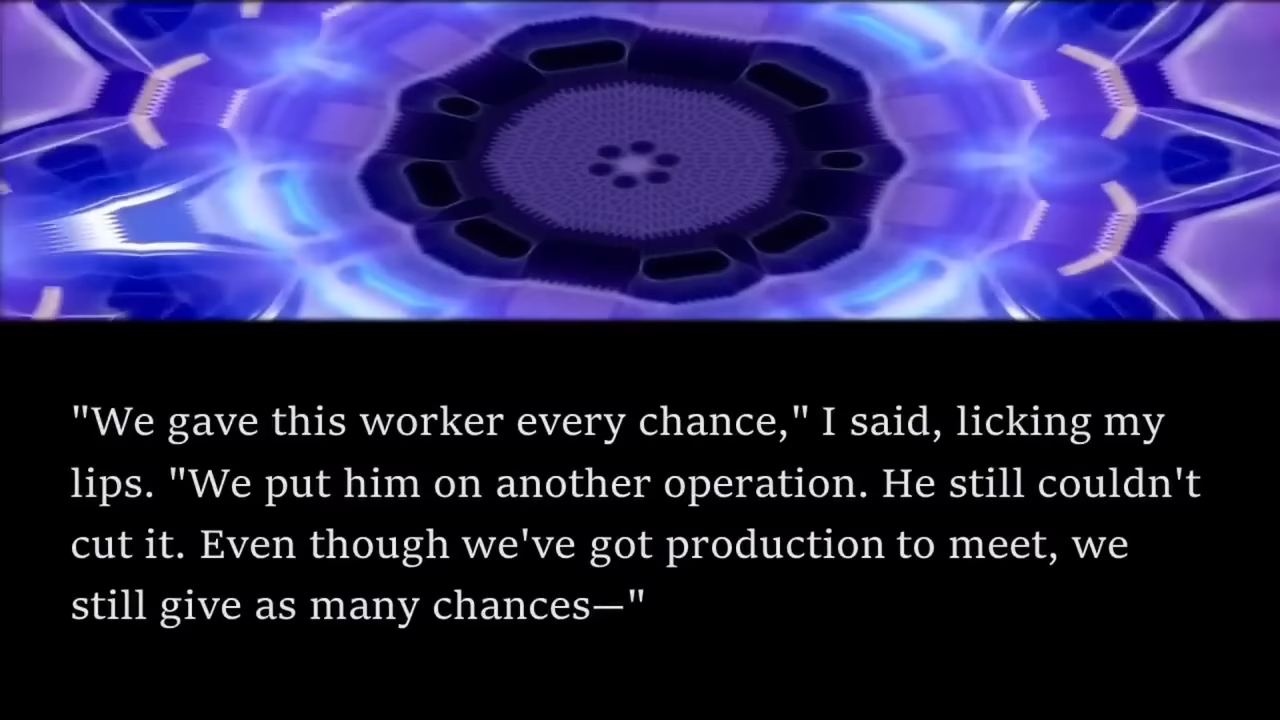 "We gave this worker every chance," I said, licking my
lips. "We put him on another operation. He still couldn't
cut it. Even though we've got production to meet, we
still give as many chances—"